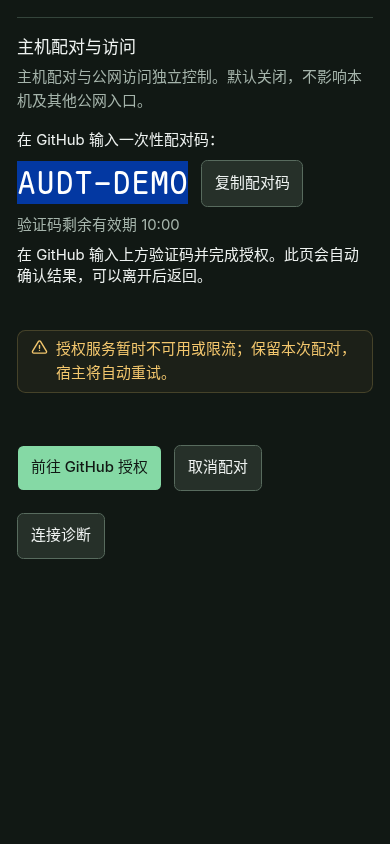 主机配对与访问
主机配对与公网访问独立控制。默认关闭，不影响本
机及其他公网入口。
在 GitHub 输入一次性配对码：
AUDT-DEMO
复制配对码
验证码剩余有效期 10:00
在 GitHub 输入上方验证码并完成授权。此页会自动
确认结果，可以离开后返回。
授权服务暂时不可用或限流；保留本次配对，
宿主将自动重试。
前往 GitHub 授权
取消配对
连接诊断